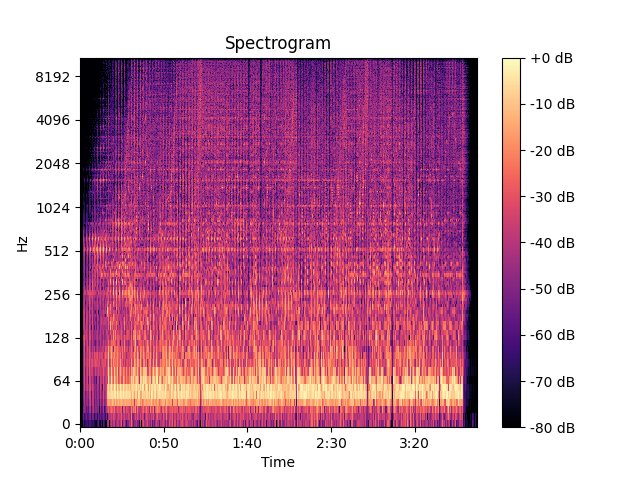 Spectrogram
8192
4096
2048
1024
512
256
128
64
0
Hz
0:00 0:50 1:40 2:30 3:20
Time
+0 dB
-10 dB
-20 dB
-30 dB
-40 dB
-50 dB
-60 dB
-70 dB
-80 dB